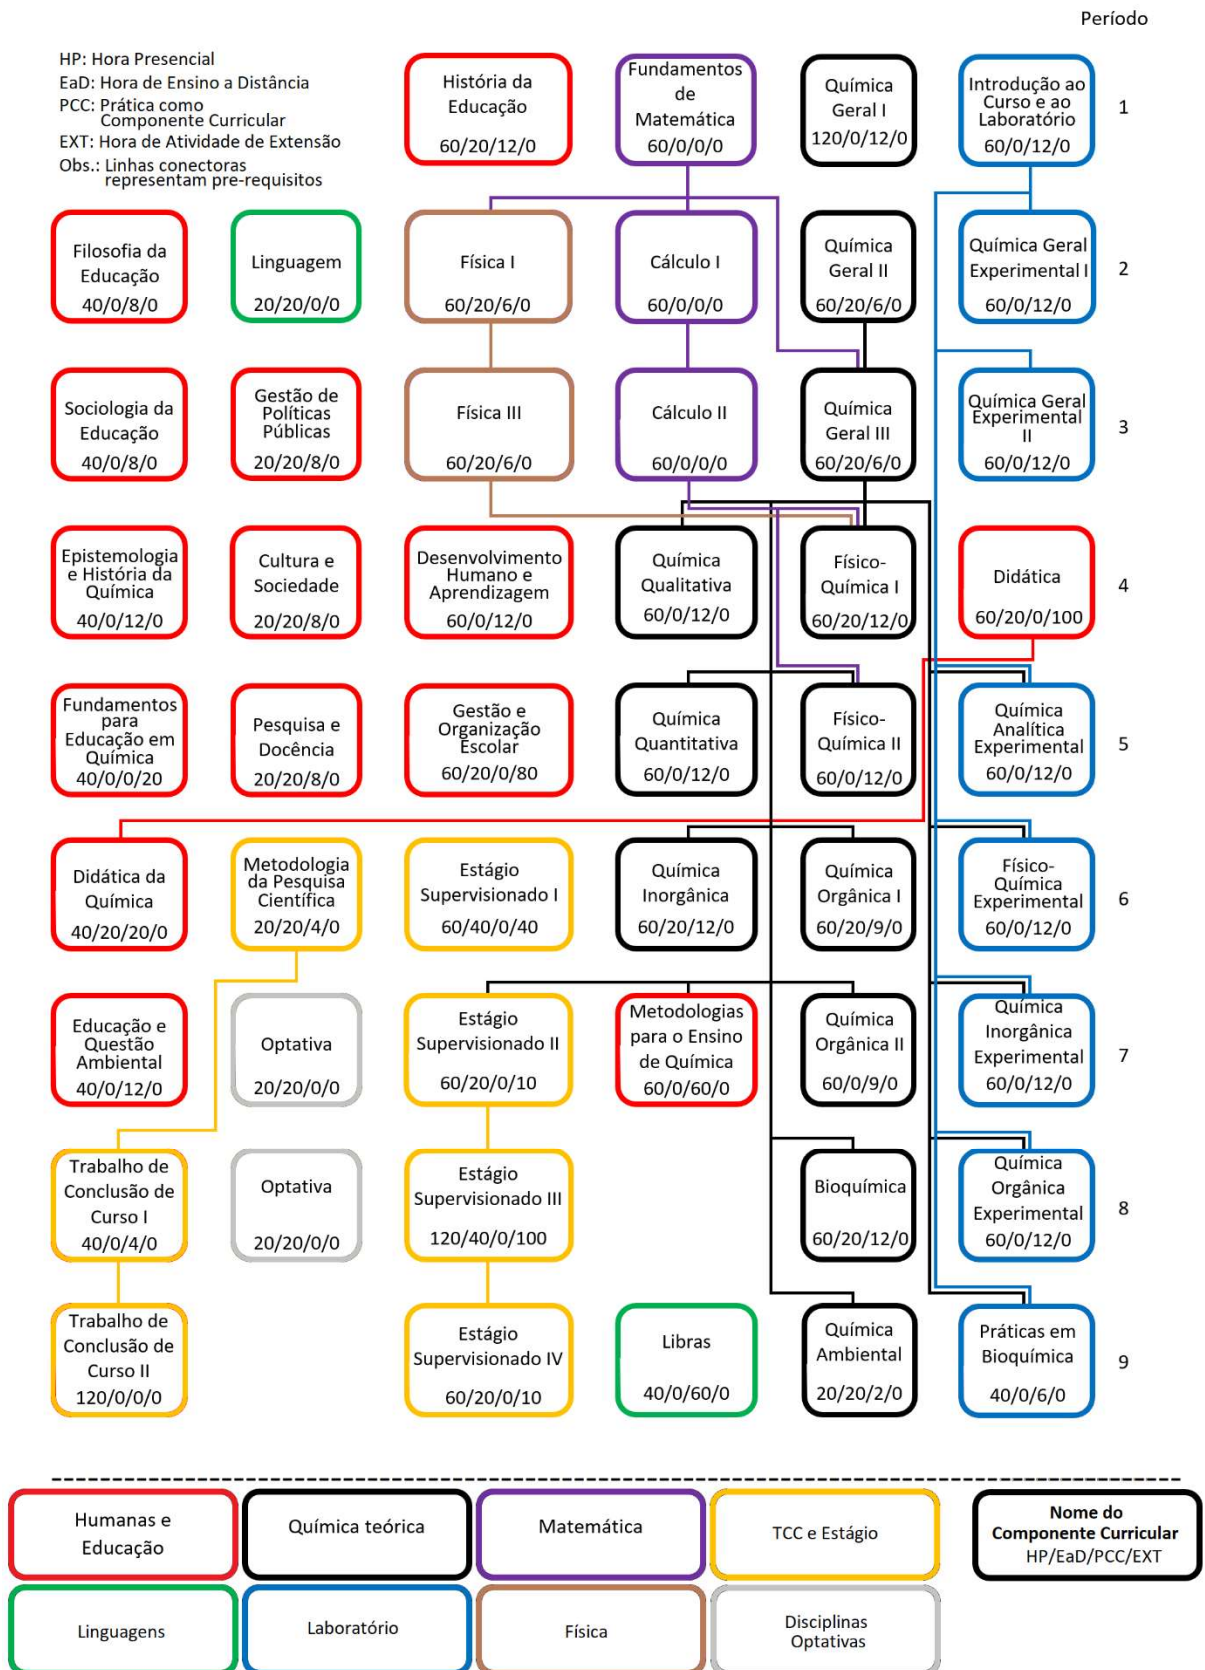 Período
HP: Hora Presencial
EaD: Hora de Ensino a Distância
PCC: Prática como
Componente Curricular
EXT: Hora de Atividade de Extensão
Obs.: Linhas conectoras
representam pre-requisitos
História da
Educação
60/20/12/0
Fundamentos
de
Matemática
60/0/0/0
Química
Geral I
120/0/12/0
Introdução ao
Curso e ao
Laboratório
60/0/12/0
1
Filosofia da
Educação
40/0/8/0
Linguagem
20/20/0/0
Física I
60/20/6/0
Cálculo I
60/0/0/0
Química
Geral II
60/20/6/0
Química Geral
Experimental I
60/0/12/0
2
Sociologia da
Educação
40/0/8/0
Gestão de
Políticas
Públicas
20/20/8/0
Física III
60/20/6/0
Cálculo II
60/0/0/0
Química
Geral III
60/20/6/0
Química Geral
Experimental
II
60/0/12/0
3
Epistemologia
e História da
Química
40/0/12/0
Cultura e
Sociedade
20/20/8/0
Desenvolvimento
Humano e
Aprendizagem
60/0/12/0
Química
Qualitativa
60/0/12/0
Físico-
Química I
60/20/12/0
Didática
60/20/0/100
4
Fundamentos
para
Educação em
Química
40/0/0/20
Pesquisa e
Docência
20/20/8/0
Gestão e
Organização
Escolar
60/20/0/80
Química
Quantitativa
60/0/12/0
Físico-
Química II
60/0/12/0
Química
Analítica
Experimental
60/0/12/0
5
Didática da
Química
40/20/20/0
Metodologia
da Pesquisa
Científica
20/20/4/0
Estágio
Supervisionado I
60/40/0/40
Química
Inorgânica
60/20/12/0
Química
Orgânica I
60/20/9/0
Físico-
Química
Experimental
60/0/12/0
6
Educação e
Questão
Ambiental
40/0/12/0
Optativa
20/20/0/0
Estágio
Supervisionado II
60/20/0/10
Metodologias
para o Ensino
de Química
60/0/60/0
Química
Orgânica II
60/0/9/0
Química
Inorgânica
Experimental
60/0/12/0
7
Trabalho de
Conclusão de
Curso I
40/0/4/0
Optativa
20/20/0/0
Estágio
Supervisionado III
120/40/0/100
Bioquímica
60/20/12/0
Química
Orgânica
Experimental
60/0/12/0
8
Trabalho de
Conclusão de
Curso II
120/0/0/0
Estágio
Supervisionado IV
60/20/0/10
Libras
40/0/60/0
Química
Ambiental
20/20/2/0
Práticas em
Bioquímica
40/0/6/0
9
Humanas e
Educação
Química teórica
Matemática
TCC e Estágio
Nome do
Componente Curricular
HP/EaD/PCC/EXT
Linguagens
Laboratório
Física
Disciplinas
Optativas